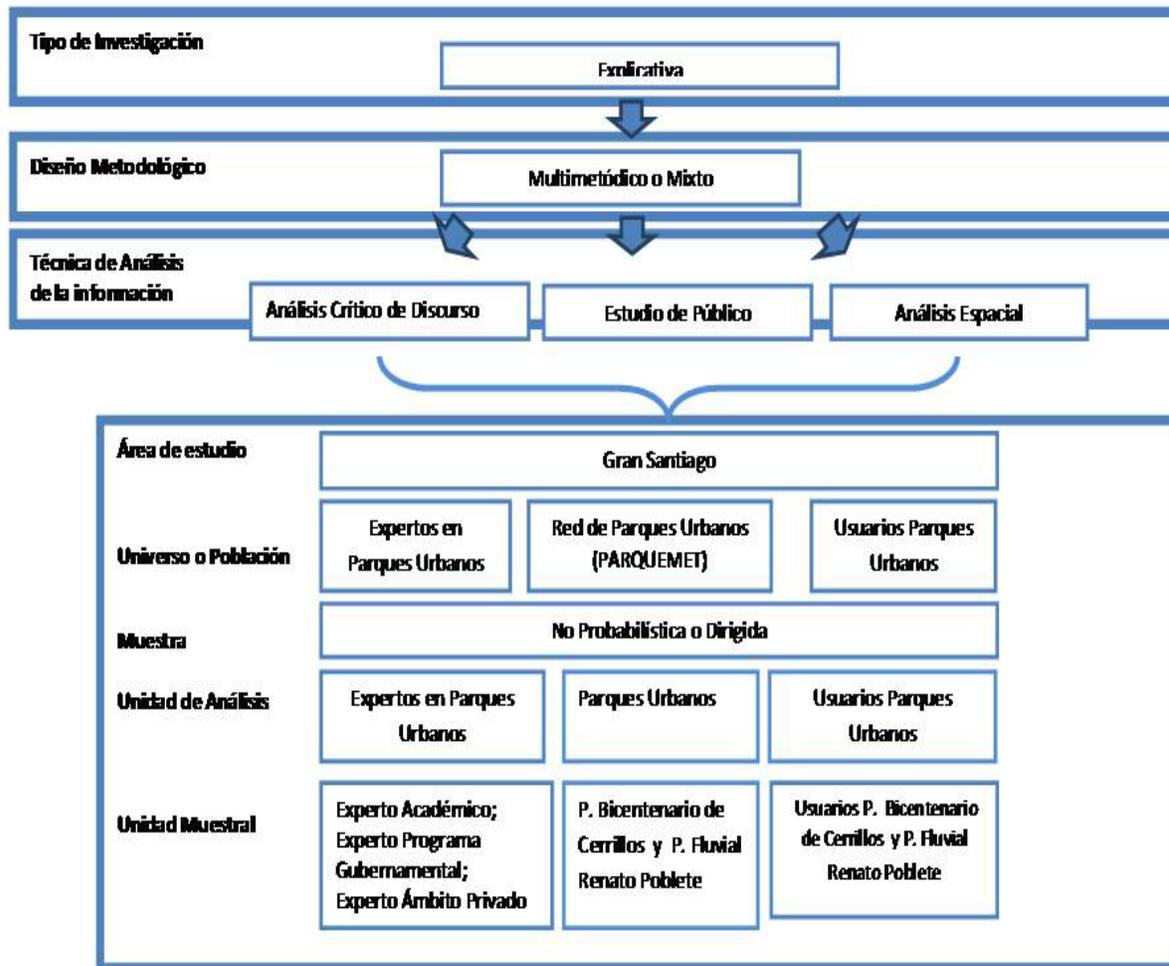 Tipo de Investigación
Explicativa
Diseño Metodológico
Multimetódico o Mixto
Técnica de Análisis
de la información
Análisis Crítico de Discurso
Estudio de Público
Análisis Espacial
Área de estudio
Gran Santiago
Universo o Población
Expertos en
Parques Urbanos
Red de Parques Urbanos
(PARQUEMET)
Usuarios Parques
Urbanos
Muestra
No Probabilística o Dirigida
Unidad de Análisis
Expertos en Parques
Urbanos
Parques Urbanos
Usuarios Parques
Urbanos
Unidad Muestral
Experto Académico;
Experto Programa
Gubernamental;
Experto Ámbito Privado
P. Bicentenario de
Cerrillos y P. Fluvial
Renato Poblete
Usuarios P. Bicentenario
de Cerrillos y P. Fluvial
Renato Poblete